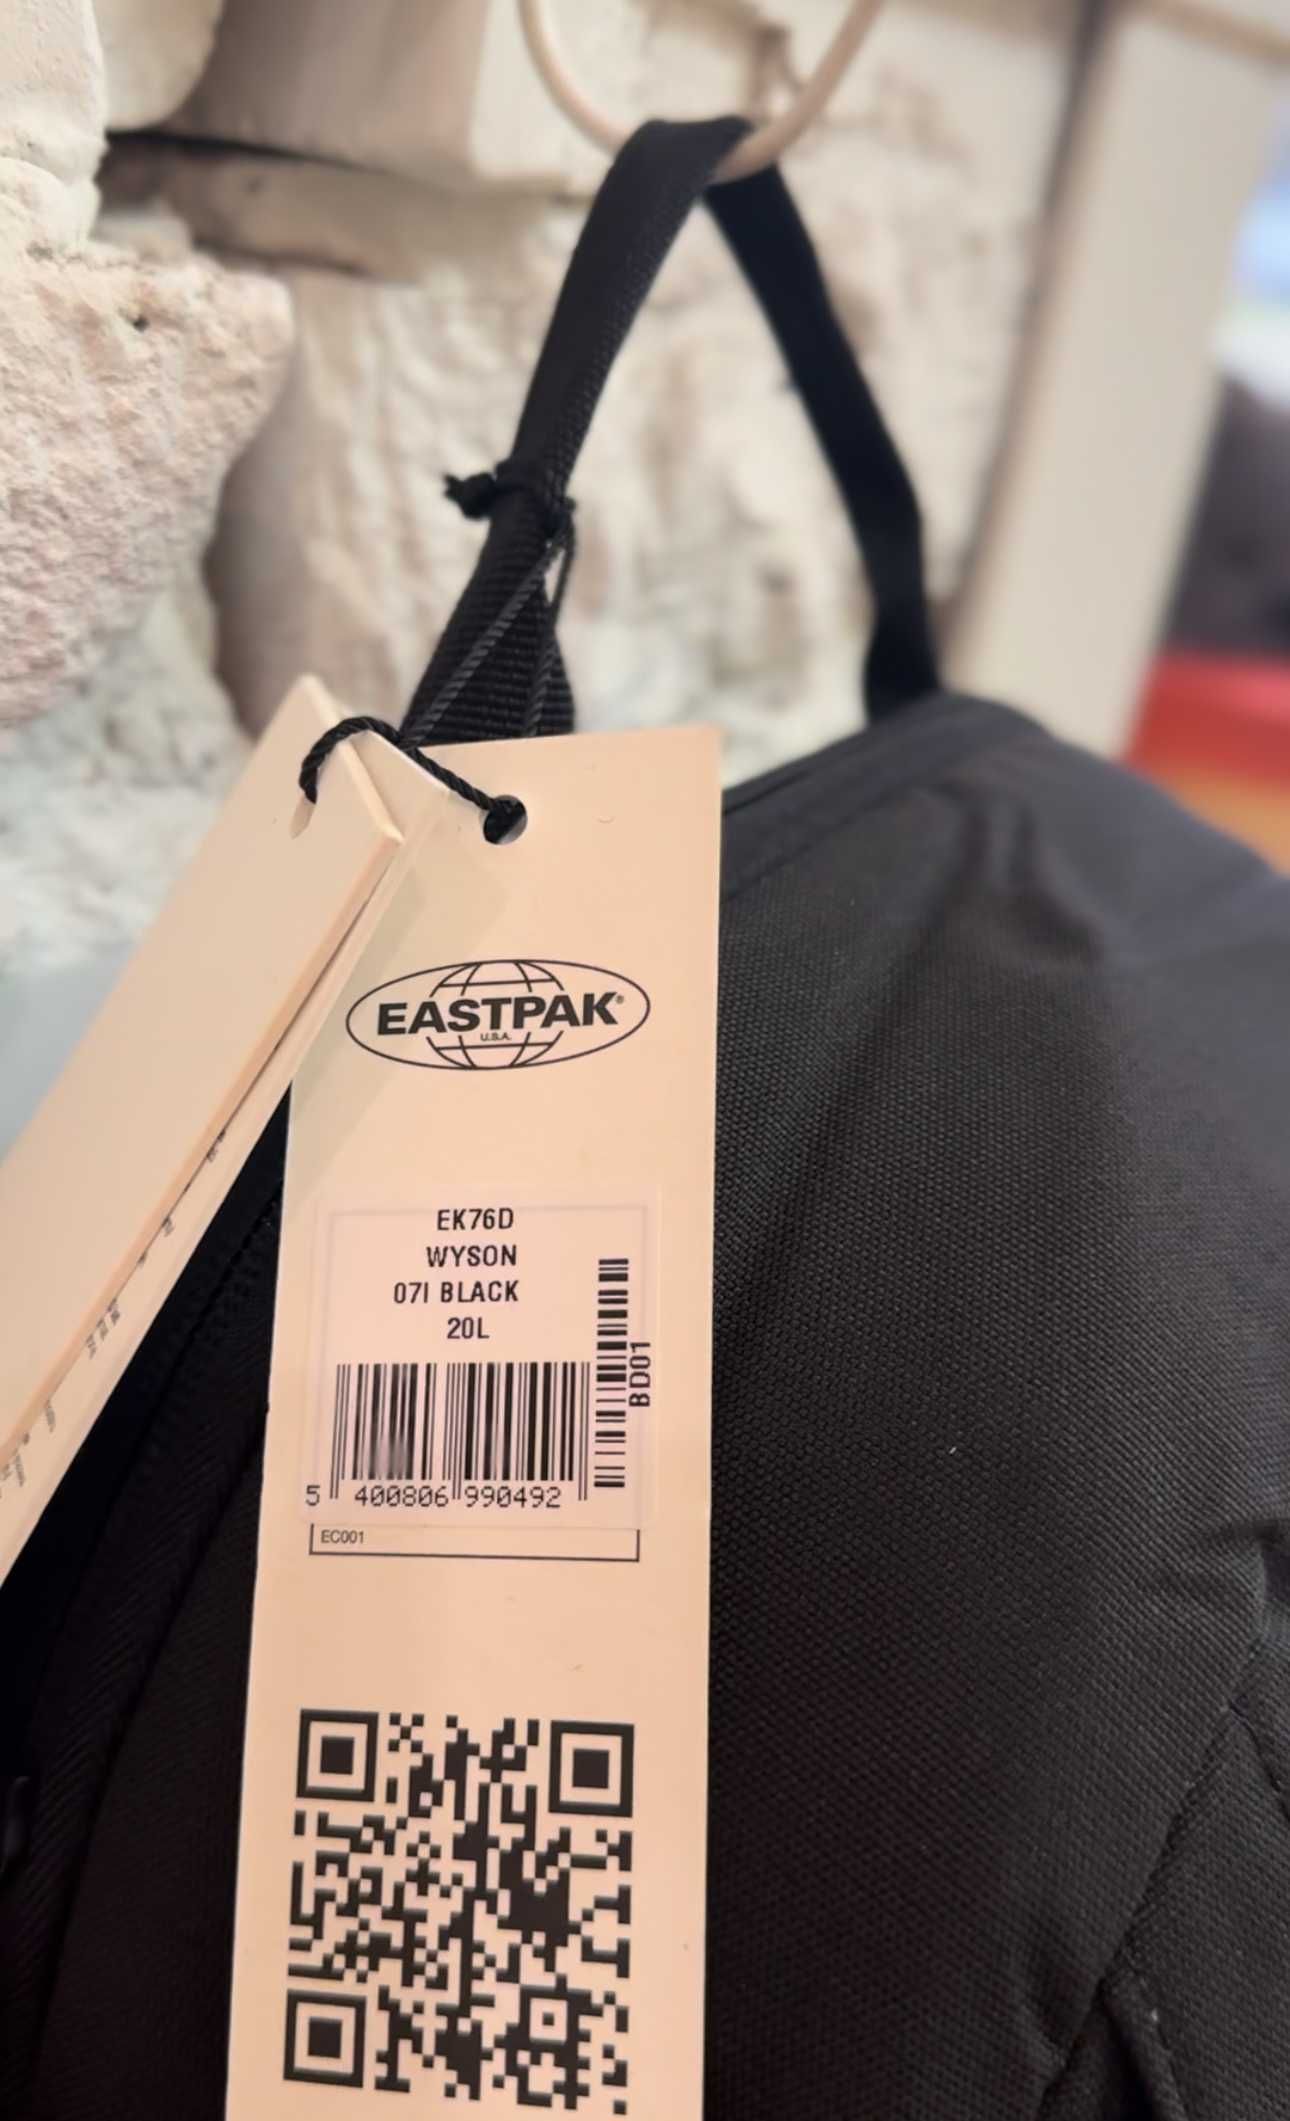 EASTPAK®
U.S.A.
EK76D
WYSON
07I BLACK
20L
BD01
5 400806 990492
EC001